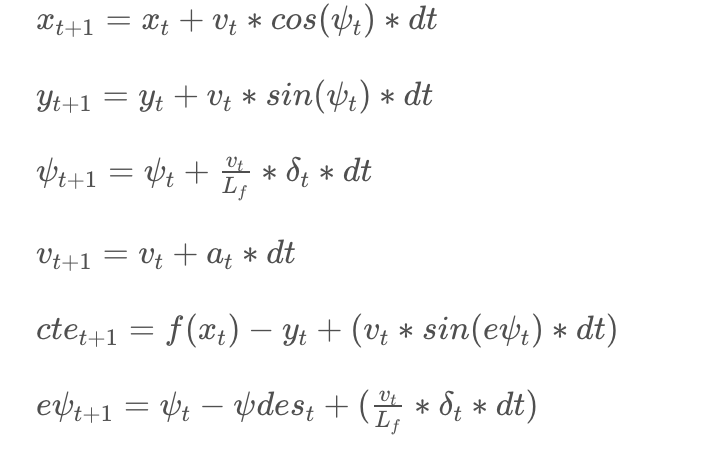 x_{t+1} = x_t + v_t * cos(ψ_t) * dt
y_{t+1} = y_t + v_t * sin(ψ_t) * dt
ψ_{t+1} = ψ_t + \frac{v_t}{L_f} * δ_t * dt
v_{t+1} = v_t + a_t * dt
cte_{t+1} = f(x_t) − y_t + (v_t * sin(eψ_t) * dt)
eψ_{t+1} = ψ_t − ψdes_t + (\frac{v_t}{L_f} * δ_t * dt)